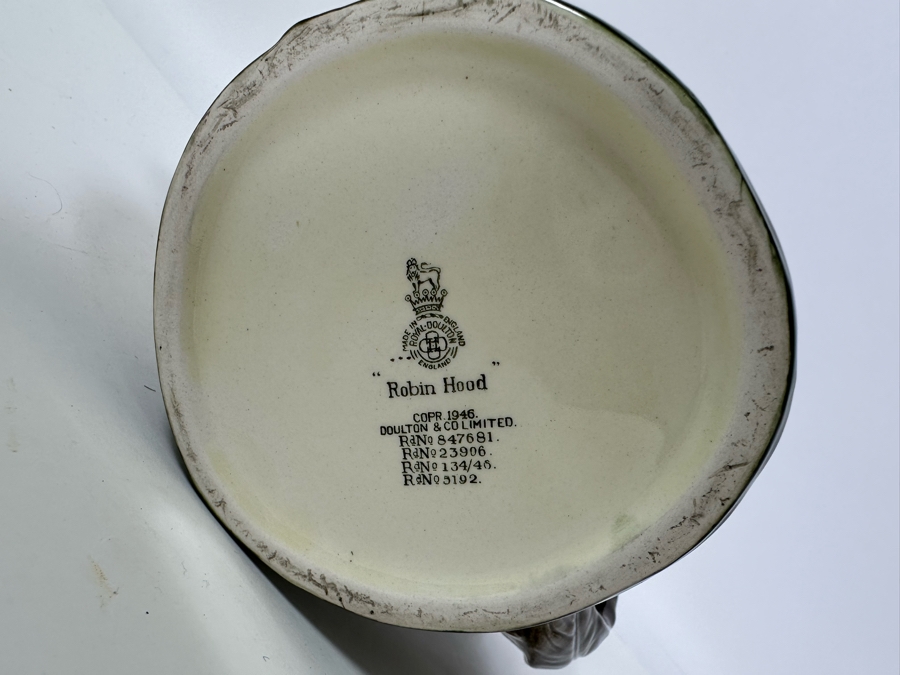 MADE IN ENGLAND
ROYAL-DOULTON
ENGLAND
"Robin Hood"
COPR.1946.
DOULTON & CO LIMITED.
RdNo 847681.
RdNo 23906.
RdNo 134/46.
RdNo 5192.